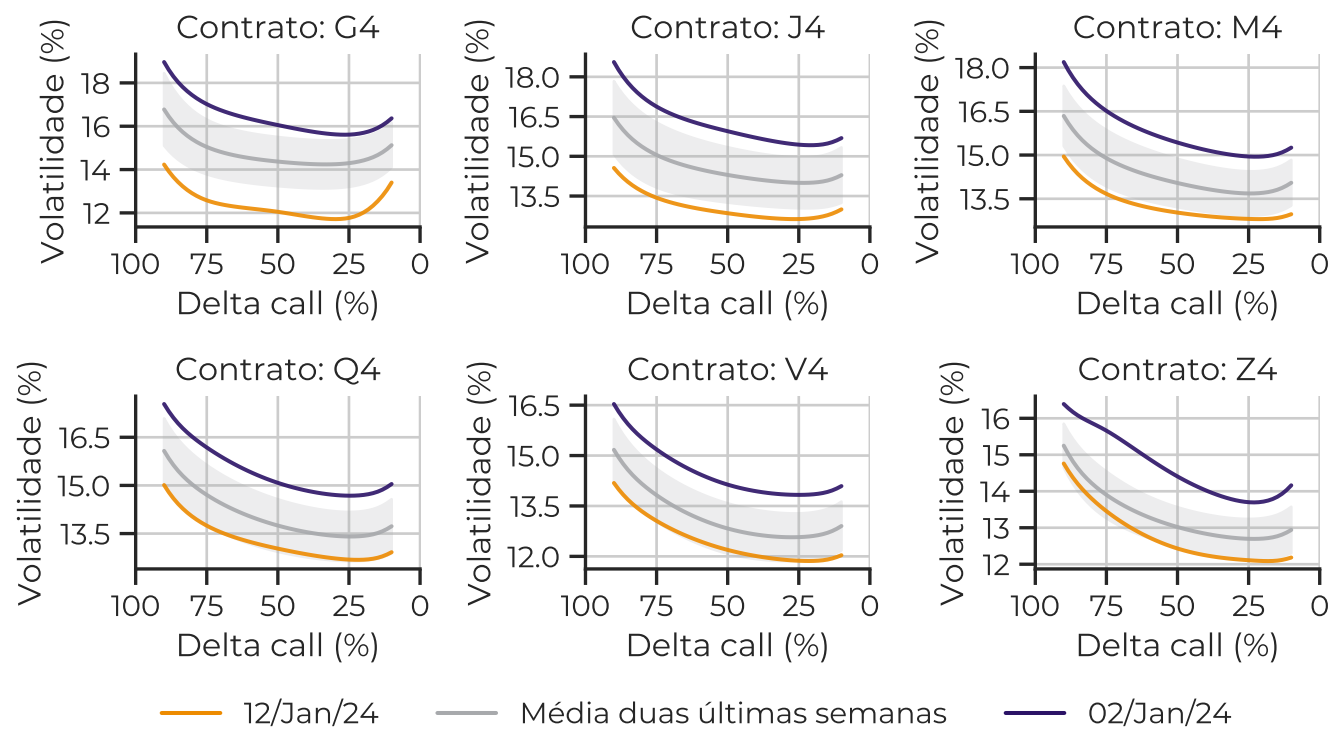 Contrato: G4
Volatilidade (%)
18
16
14
12
100 75 50 25 0
Delta call (%)
Contrato: J4
Volatilidade (%)
18.0
16.5
15.0
13.5
100 75 50 25 0
Delta call (%)
Contrato: M4
Volatilidade (%)
18.0
16.5
15.0
13.5
100 75 50 25 0
Delta call (%)
Contrato: Q4
Volatilidade (%)
16.5
15.0
13.5
100 75 50 25 0
Delta call (%)
Contrato: V4
Volatilidade (%)
16.5
15.0
13.5
12.0
100 75 50 25 0
Delta call (%)
Contrato: Z4
Volatilidade (%)
16
15
14
13
12
100 75 50 25 0
Delta call (%)
12/Jan/24 Média duas últimas semanas 02/Jan/24